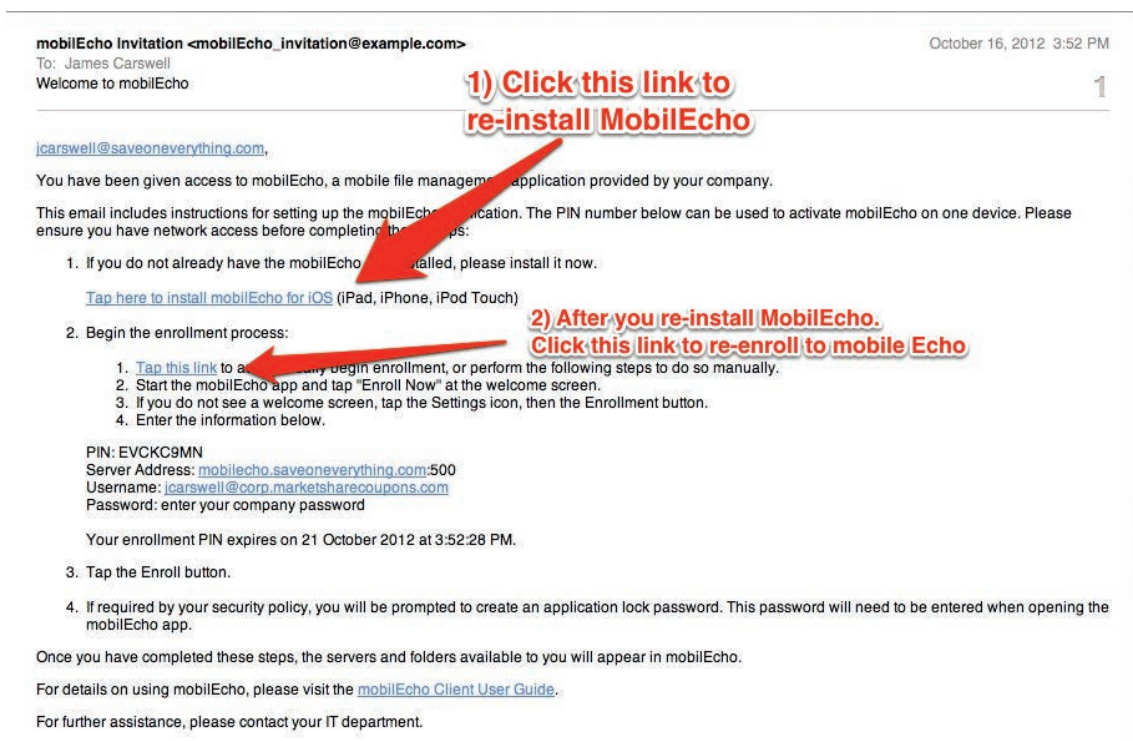 mobilEcho Invitation <mobilEcho_invitation@example.com>
October 16, 2012 3:52 PM
To: James Carswell
Welcome to mobilEcho
1
1) Click this link to
re-install MobilEcho
jcarswell@saveoneverything.com,
You have been given access to mobilEcho, a mobile file management application provided by your company.
This email includes instructions for setting up the mobilEcho application. The PIN number below can be used to activate mobilEcho on one device. Please
ensure you have network access before completing these steps:
1. If you do not already have the mobilEcho installed, please install it now.
Tap here to install mobilEcho for iOS (iPad, iPhone, iPod Touch)
2) After you re-install MobilEcho.
Click this link to re-enroll to mobile Echo
2. Begin the enrollment process:
1. Tap this link to automatically begin enrollment, or perform the following steps to do so manually.
2. Start the mobilEcho app and tap "Enroll Now" at the welcome screen.
3. If you do not see a welcome screen, tap the Settings icon, then the Enrollment button.
4. Enter the information below.
PIN: EVCKC9MN
Server Address: mobilecho.saveoneverything.com:500
Username: jcarswell@corp.marketsharecoupons.com
Password: enter your company password
Your enrollment PIN expires on 21 October 2012 at 3:52:28 PM.
3. Tap the Enroll button.
4. If required by your security policy, you will be prompted to create an application lock password. This password will need to be entered when opening the
mobilEcho app.
Once you have completed these steps, the servers and folders available to you will appear in mobilEcho.
For details on using mobilEcho, please visit the mobilEcho Client User Guide.
For further assistance, please contact your IT department.